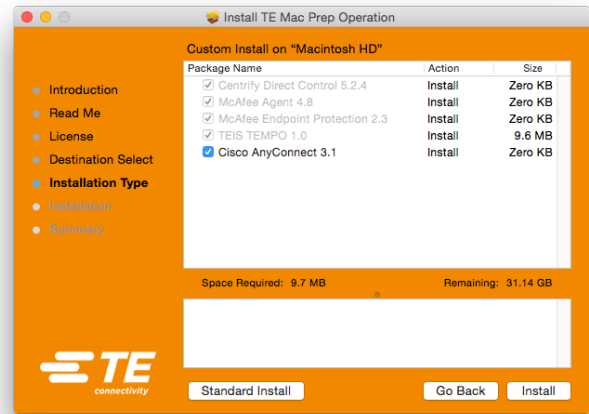 Install TE Mac Prep Operation
Custom Install on “Macintosh HD”
Package Name Action Size
Centrify Direct Control 5.2.4 Install Zero KB
McAfee Agent 4.8 Install Zero KB
McAfee Endpoint Protection 2.3 Install Zero KB
TEIS TEMPO 1.0 Install 9.6 MB
Cisco AnyConnect 3.1 Install Zero KB
Introduction
Read Me
License
Destination Select
Installation Type
Installation
Summary
Space Required: 9.7 MB Remaining: 31.14 GB
TE
connectivity
Standard Install Go Back Install